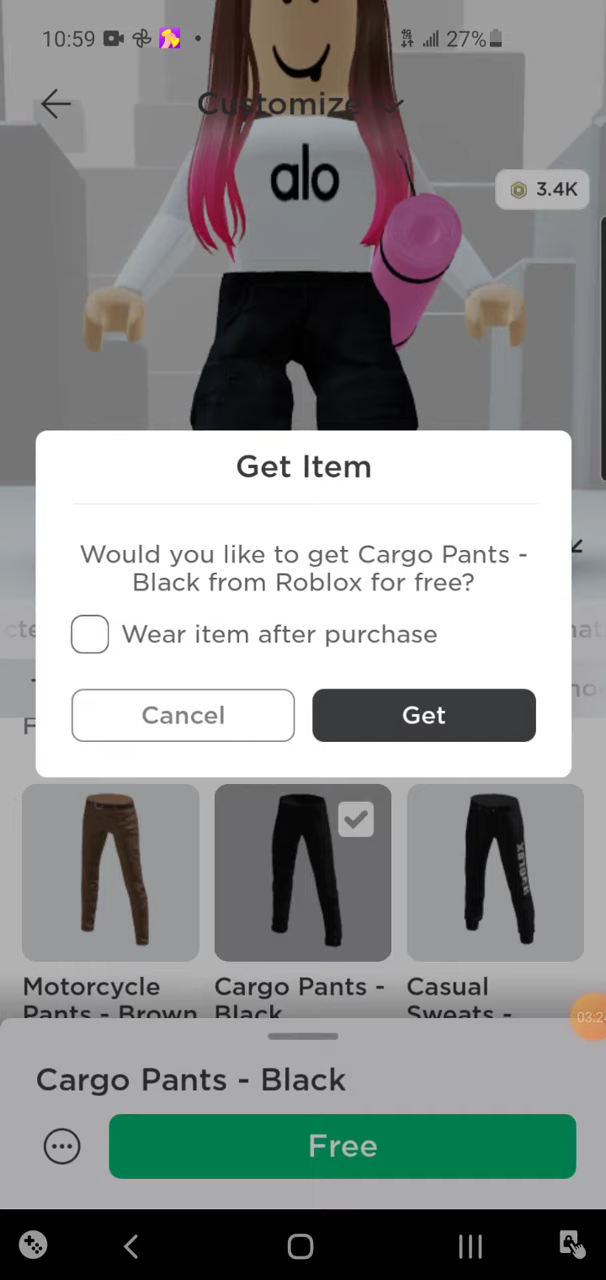 10:59
27%
Customize
alo
3.4K
Get Item
Would you like to get Cargo Pants -
Black from Roblox for free?
Wear item after purchase
Cancel
Get
Motorcycle
Pants - Brown
Cargo Pants -
Black
Casual
Sweats -
Cargo Pants - Black
Free